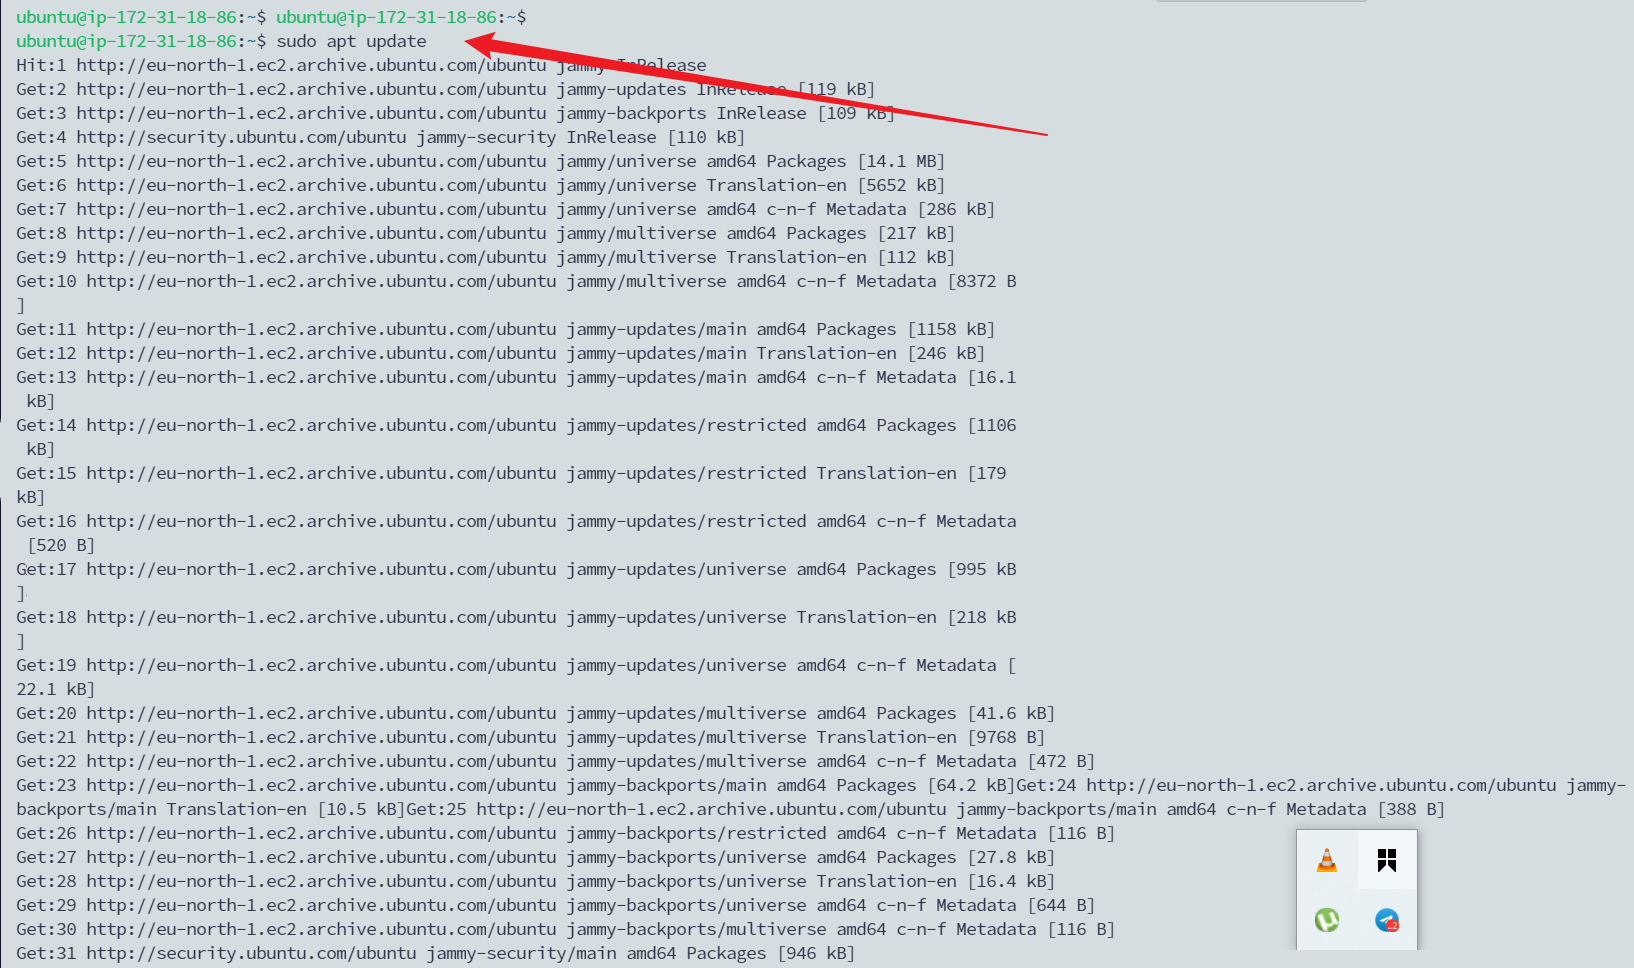 ubuntu@ip-172-31-18-86:~$ ubuntu@ip-172-31-18-86:~$
ubuntu@ip-172-31-18-86:~$ sudo apt update
Hit:1 http://eu-north-1.ec2.archive.ubuntu.com/ubuntu jammy InRelease
Get:2 http://eu-north-1.ec2.archive.ubuntu.com/ubuntu jammy-updates InRelease [119 kB]
Get:3 http://eu-north-1.ec2.archive.ubuntu.com/ubuntu jammy-backports InRelease [109 kB]
Get:4 http://security.ubuntu.com/ubuntu jammy-security InRelease [110 kB]
Get:5 http://eu-north-1.ec2.archive.ubuntu.com/ubuntu jammy/universe amd64 Packages [14.1 MB]
Get:6 http://eu-north-1.ec2.archive.ubuntu.com/ubuntu jammy/universe Translation-en [5652 kB]
Get:7 http://eu-north-1.ec2.archive.ubuntu.com/ubuntu jammy/universe amd64 c-n-f Metadata [286 kB]
Get:8 http://eu-north-1.ec2.archive.ubuntu.com/ubuntu jammy/multiverse amd64 Packages [217 kB]
Get:9 http://eu-north-1.ec2.archive.ubuntu.com/ubuntu jammy/multiverse Translation-en [112 kB]
Get:10 http://eu-north-1.ec2.archive.ubuntu.com/ubuntu jammy/multiverse amd64 c-n-f Metadata [8372 B
]
Get:11 http://eu-north-1.ec2.archive.ubuntu.com/ubuntu jammy-updates/main amd64 Packages [1158 kB]
Get:12 http://eu-north-1.ec2.archive.ubuntu.com/ubuntu jammy-updates/main Translation-en [246 kB]
Get:13 http://eu-north-1.ec2.archive.ubuntu.com/ubuntu jammy-updates/main amd64 c-n-f Metadata [16.1
kB]
Get:14 http://eu-north-1.ec2.archive.ubuntu.com/ubuntu jammy-updates/restricted amd64 Packages [1106
kB]
Get:15 http://eu-north-1.ec2.archive.ubuntu.com/ubuntu jammy-updates/restricted Translation-en [179
kB]
Get:16 http://eu-north-1.ec2.archive.ubuntu.com/ubuntu jammy-updates/restricted amd64 c-n-f Metadata
[520 B]
Get:17 http://eu-north-1.ec2.archive.ubuntu.com/ubuntu jammy-updates/universe amd64 Packages [995 kB
]
Get:18 http://eu-north-1.ec2.archive.ubuntu.com/ubuntu jammy-updates/universe Translation-en [218 kB
]
Get:19 http://eu-north-1.ec2.archive.ubuntu.com/ubuntu jammy-updates/universe amd64 c-n-f Metadata [
22.1 kB]
Get:20 http://eu-north-1.ec2.archive.ubuntu.com/ubuntu jammy-updates/multiverse amd64 Packages [41.6 kB]
Get:21 http://eu-north-1.ec2.archive.ubuntu.com/ubuntu jammy-updates/multiverse Translation-en [9768 B]
Get:22 http://eu-north-1.ec2.archive.ubuntu.com/ubuntu jammy-updates/multiverse amd64 c-n-f Metadata [472 B]
Get:23 http://eu-north-1.ec2.archive.ubuntu.com/ubuntu jammy-backports/main amd64 Packages [64.2 kB]Get:24 http://eu-north-1.ec2.archive.ubuntu.com/ubuntu jammy-
backports/main Translation-en [10.5 kB]Get:25 http://eu-north-1.ec2.archive.ubuntu.com/ubuntu jammy-backports/main amd64 c-n-f Metadata [388 B]
Get:26 http://eu-north-1.ec2.archive.ubuntu.com/ubuntu jammy-backports/restricted amd64 c-n-f Metadata [116 B]
Get:27 http://eu-north-1.ec2.archive.ubuntu.com/ubuntu jammy-backports/universe amd64 Packages [27.8 kB]
Get:28 http://eu-north-1.ec2.archive.ubuntu.com/ubuntu jammy-backports/universe Translation-en [16.4 kB]
Get:29 http://eu-north-1.ec2.archive.ubuntu.com/ubuntu jammy-backports/universe amd64 c-n-f Metadata [644 B]
Get:30 http://eu-north-1.ec2.archive.ubuntu.com/ubuntu jammy-backports/multiverse amd64 c-n-f Metadata [116 B]
Get:31 http://security.ubuntu.com/ubuntu jammy-security/main amd64 Packages [946 kB]